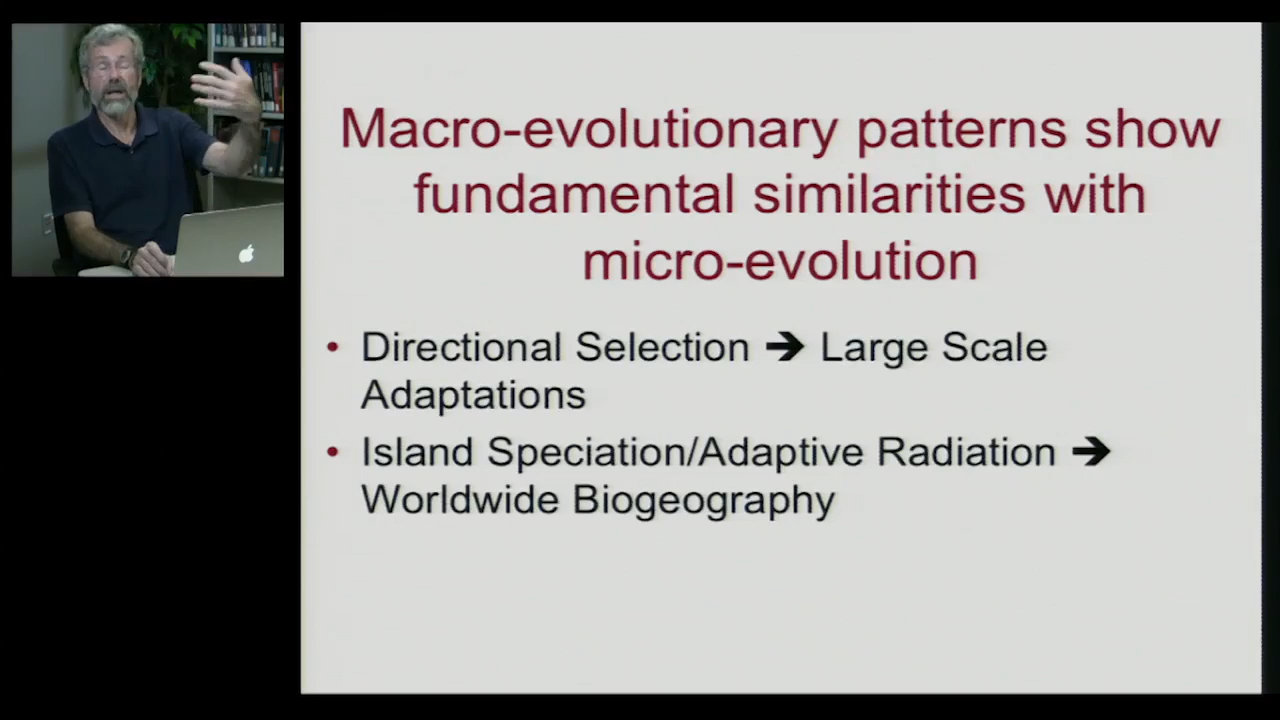 Macro-evolutionary patterns show
fundamental similarities with
micro-evolution
• Directional Selection ➔ Large Scale
Adaptations
• Island Speciation/Adaptive Radiation ➔
Worldwide Biogeography